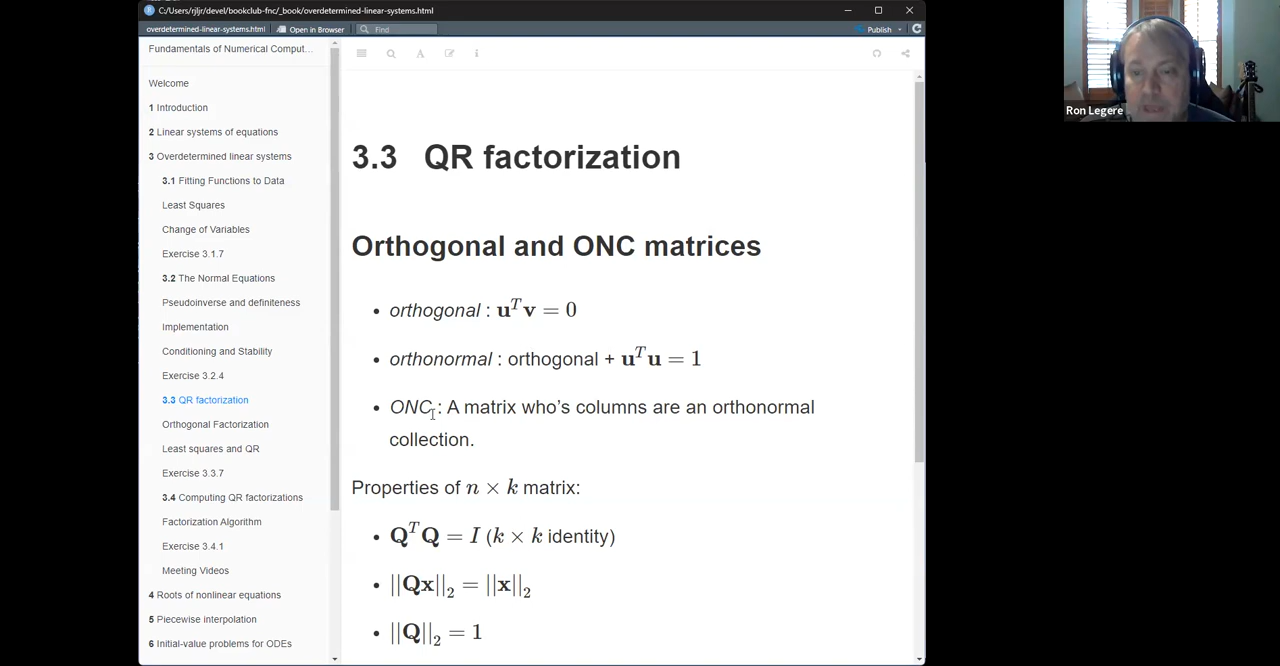 C:/Users/rjljr/devel/bookclub-fnc/_book/overdetermined-linear-systems.html
overdetermined-linear-systems.html Open in Browser Find Publish
Fundamentals of Numerical Comput...
Welcome
1 Introduction
2 Linear systems of equations
3 Overdetermined linear systems
3.1 Fitting Functions to Data
Least Squares
Change of Variables
Exercise 3.1.7
3.2 The Normal Equations
Pseudoinverse and definiteness
Implementation
Conditioning and Stability
Exercise 3.2.4
3.3 QR factorization
Orthogonal Factorization
Least squares and QR
Exercise 3.3.7
3.4 Computing QR factorizations
Factorization Algorithm
Exercise 3.4.1
Meeting Videos
4 Roots of nonlinear equations
5 Piecewise interpolation
6 Initial-value problems for ODEs
3.3 QR factorization
Orthogonal and ONC matrices
• orthogonal : u^T v = 0
• orthonormal : orthogonal + u^T u = 1
• ONC : A matrix who's columns are an orthonormal
collection.
Properties of n × k matrix:
• Q^T Q = I (k × k identity)
• ||Qx||₂ = ||x||₂
• ||Q||₂ = 1
Ron Legere